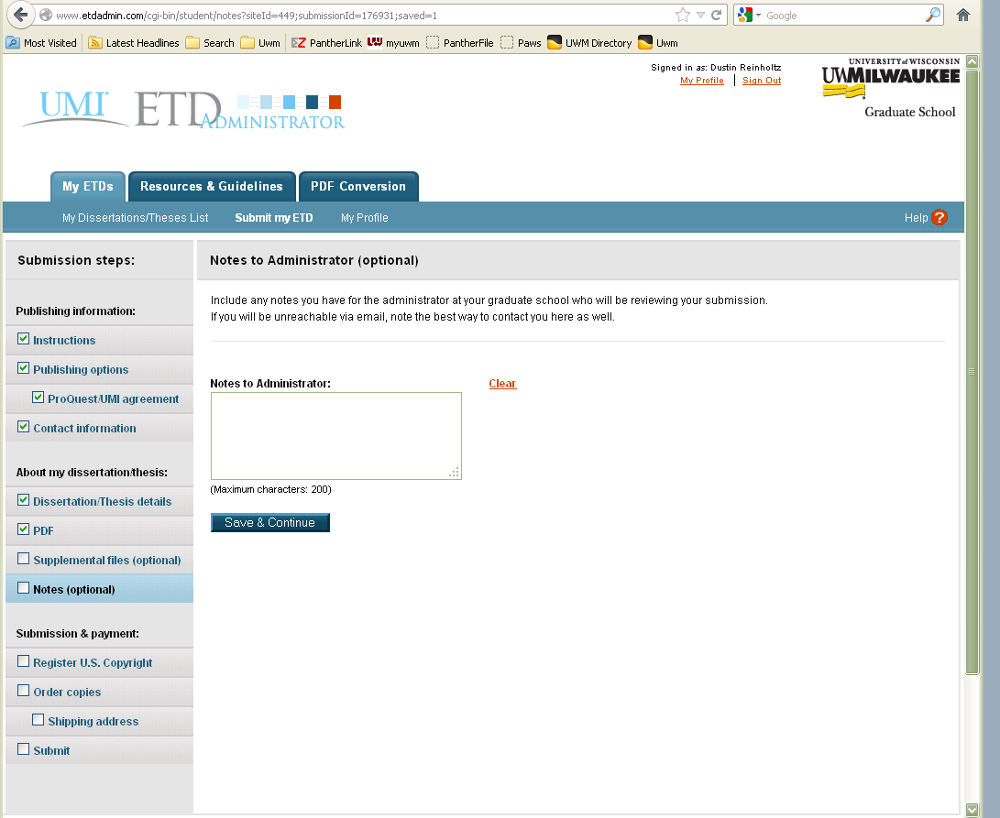 www.etdadmin.com/cgi-bin/student/notes?siteId=449;submissionId=176931;saved=1
Google
Most Visited
Latest Headlines
Search
Uwm
PantherLink
myuwm
PantherFile
Paws
UWM Directory
Uwm
Signed in as: Dustin Reinholtz
My Profile | Sign Out
UNIVERSITY of WISCONSIN
UWMILWAUKEE
Graduate School
UMI ETD ADMINISTRATOR
My ETDs
Resources & Guidelines
PDF Conversion
My Dissertations/Theses List
Submit my ETD
My Profile
Help ?
Submission steps:
Publishing information:
Instructions
Publishing options
ProQuest/UMI agreement
Contact information
About my dissertation/thesis:
Dissertation/Thesis details
PDF
Supplemental files (optional)
Notes (optional)
Submission & payment:
Register U.S. Copyright
Order copies
Shipping address
Submit
Notes to Administrator (optional)
Include any notes you have for the administrator at your graduate school who will be reviewing your submission.
If you will be unreachable via email, note the best way to contact you here as well.
Notes to Administrator:
Clear
(Maximum characters: 200)
Save & Continue